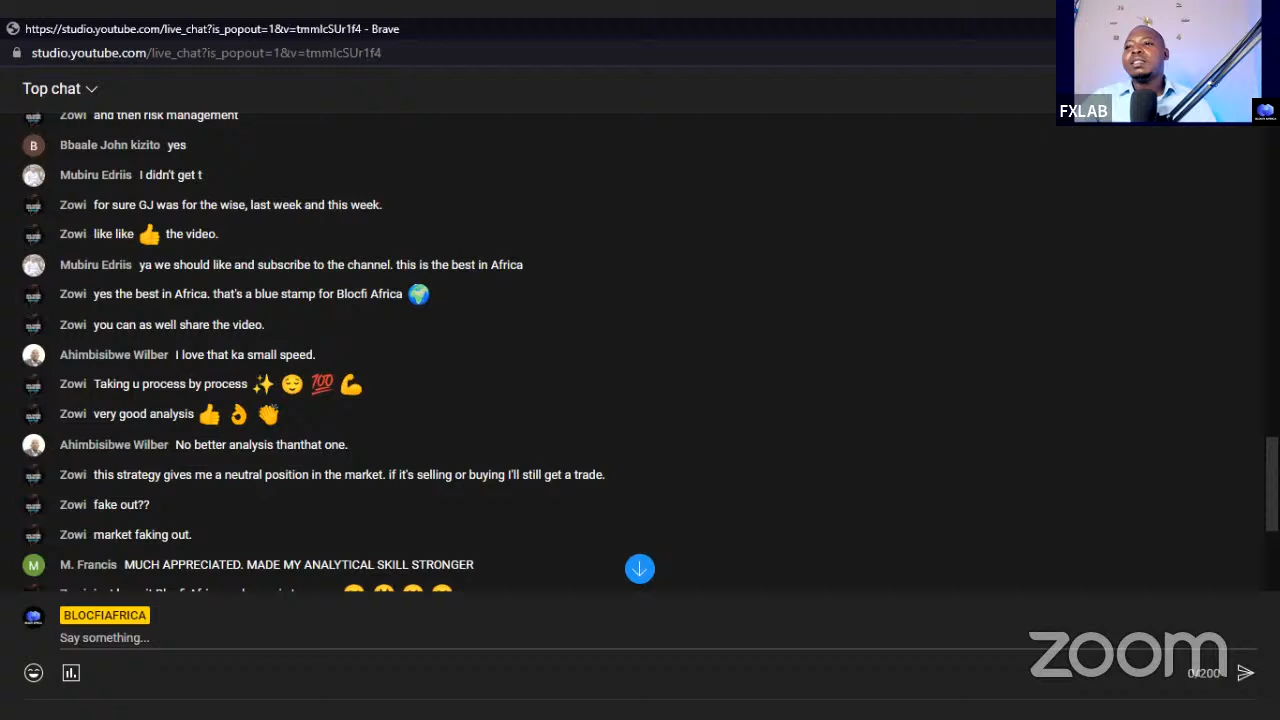 https://studio.youtube.com/live_chat?is_popout=1&v=tmmIcSUr1f4 - Brave
studio.youtube.com/live_chat?is_popout=1&v=tmmIcSUr1f4
Top chat
FXLAB
Zowi and then risk management
B Bbaale John kizito yes
Mubiru Edriis I didn't get t
Zowi for sure GJ was for the wise, last week and this week.
Zowi like like 👍 the video.
Mubiru Edriis ya we should like and subscribe to the channel. this is the best in Africa
Zowi yes the best in Africa. that's a blue stamp for Blocfi Africa 🌍
Zowi you can as well share the video.
Ahimbisibwe Wilber I love that ka small speed.
Zowi Taking u process by process ✨ 😌 💯 💪
Zowi very good analysis 👍 👌 👏
Ahimbisibwe Wilber No better analysis thanthat one.
Zowi this strategy gives me a neutral position in the market. if it's selling or buying I'll still get a trade.
Zowi fake out??
Zowi market faking out.
M M. Francis MUCH APPRECIATED. MADE MY ANALYTICAL SKILL STRONGER
BLOCFIAFRICA
Say something...
zoom
0/200